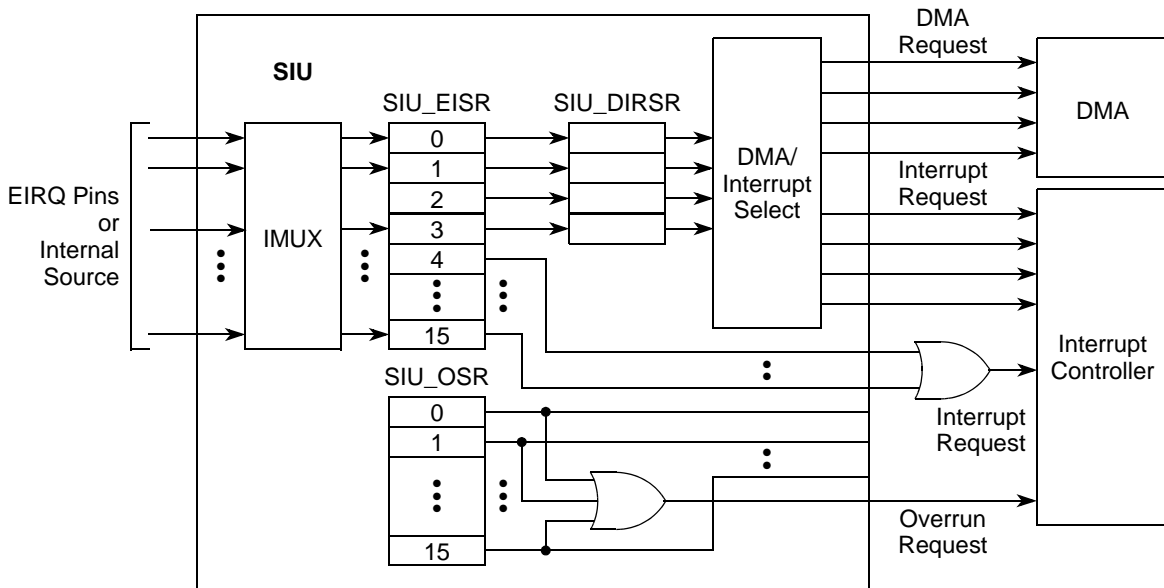 DMA
Request
SIU
SIU_EISR
SIU_DIRSR
DMA
0
1
2
3
4
15
EIRQ Pins
or
Internal
Source
IMUX
DMA/
Interrupt
Select
Interrupt
Request
Interrupt
Controller
SIU_OSR
0
1
15
Interrupt
Request
Overrun
Request